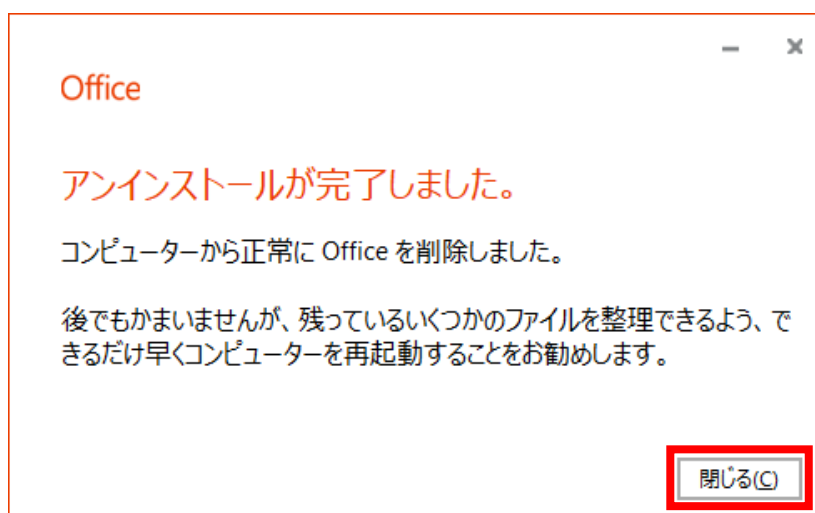 Office
アンインストールが完了しました。
コンピューターから正常に Office を削除しました。
後でもかまいませんが、残っているいくつかのファイルを整理できるよう、で
きるだけ早くコンピューターを再起動することをお勧めします。
閉じる(C)